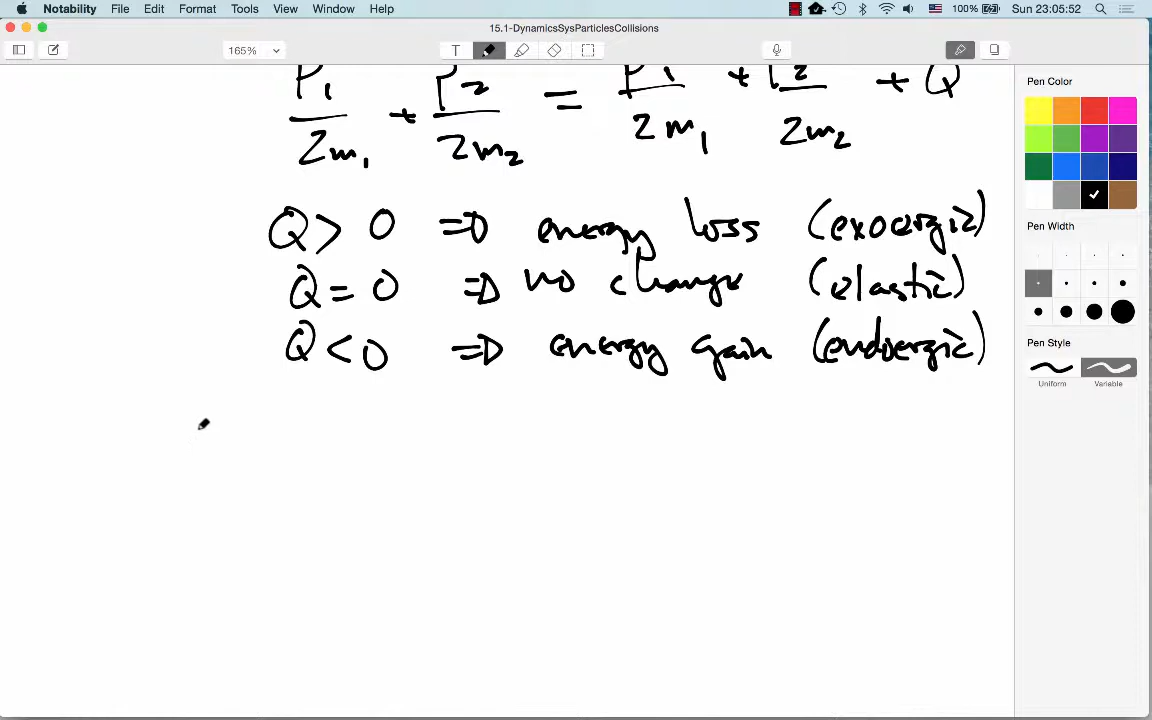 Notability File Edit Format Tools View Window Help 100% Sun 23:05:52
15.1-DynamicsSysParticlesCollisions
165% T
Pen Color
Pen Width
Pen Style
Uniform Variable
P1 + P2 = P1 + P2 + Q
2m1 2m2 2m1 2m2
Q > 0 ⇒ energy loss (exoergic)
Q = 0 ⇒ no change (elastic)
Q < 0 ⇒ energy gain (endoergic)